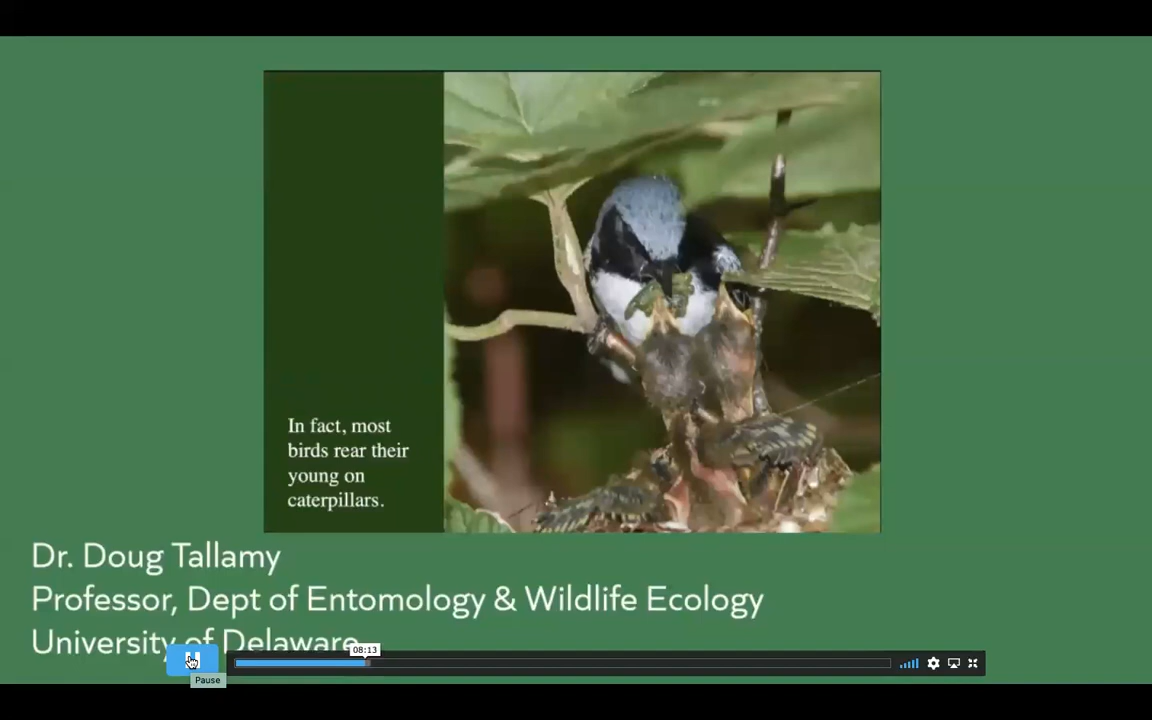 In fact, most
birds rear their
young on
caterpillars.
Dr. Doug Tallamy
Professor, Dept of Entomology & Wildlife Ecology
University of Delaware
08:13
Pause